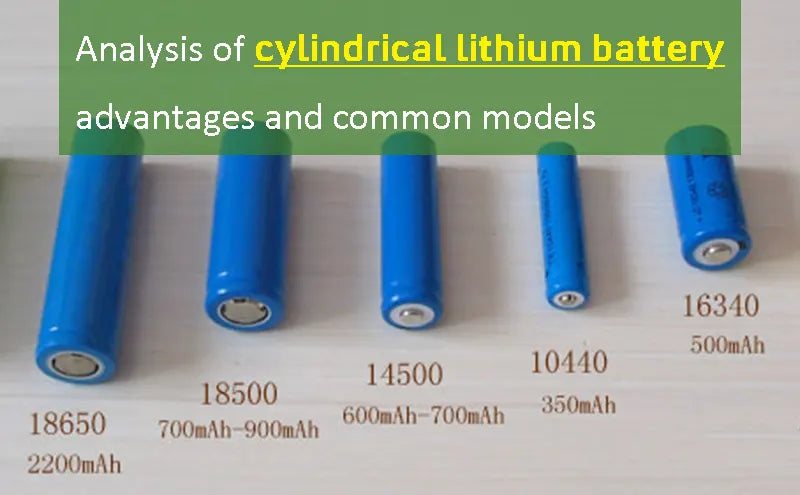 Analysis of cylindrical lithium battery
advantages and common models
18650
2200mAh
18500
700mAh-900mAh
14500
600mAh-700mAh
10440
350mAh
16340
500mAh